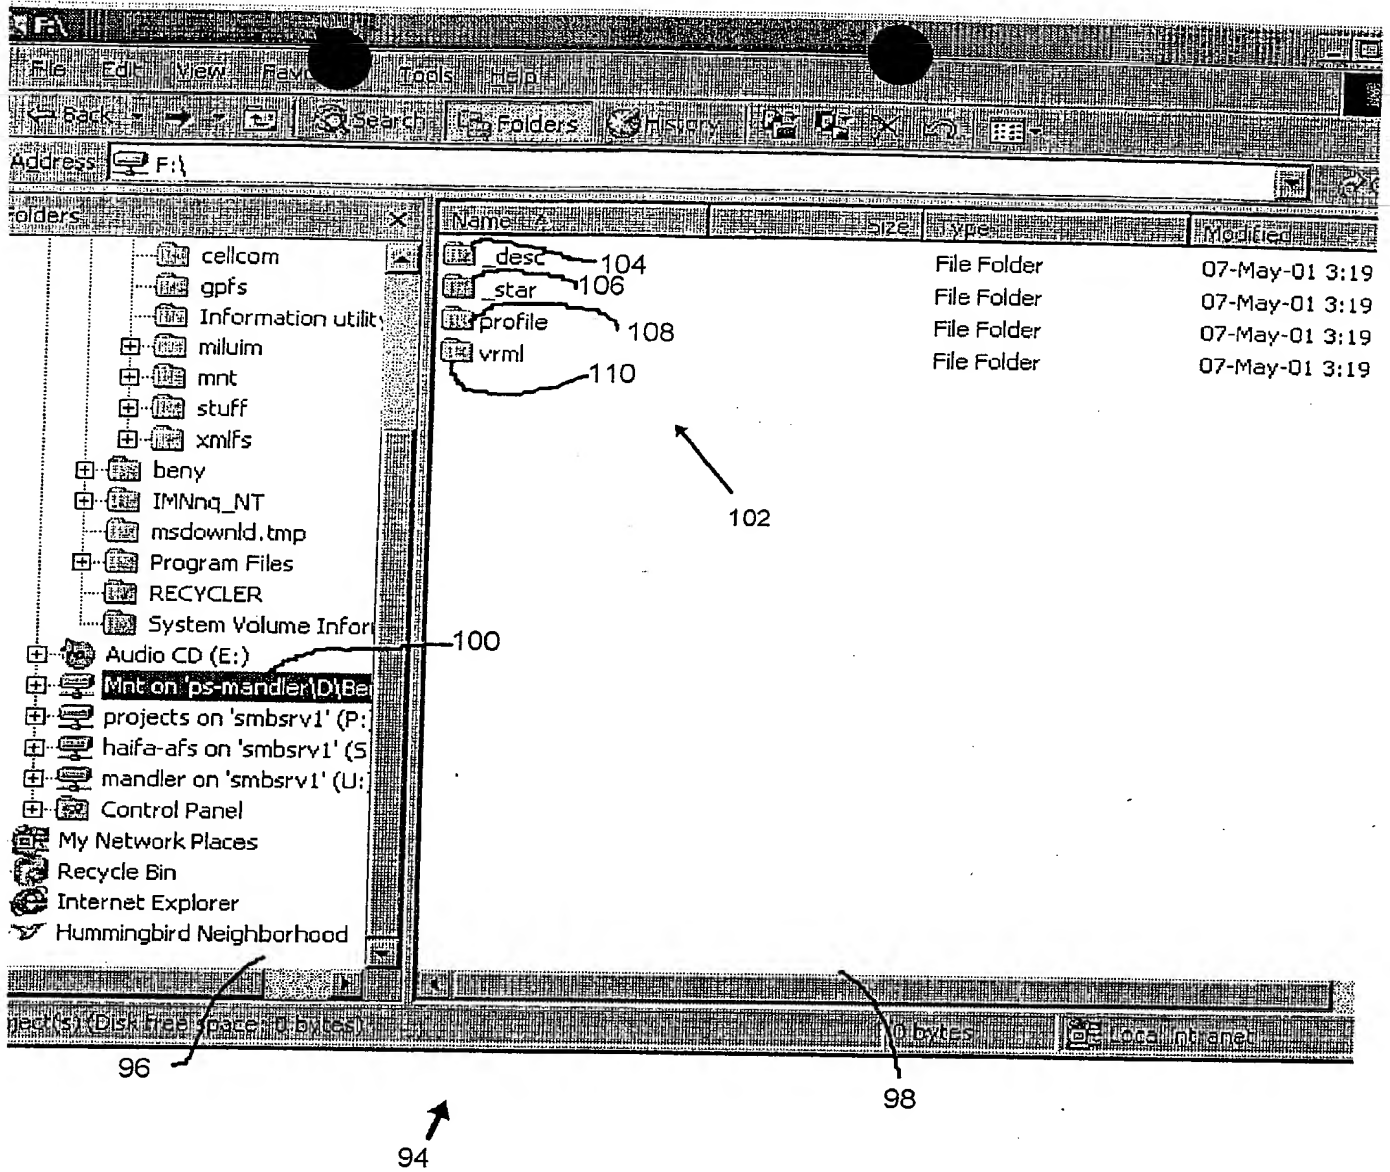 F:\
File Edit View Tools Help
Back Search Folders History
Address F:\
olders
Name Size Type Modified
cellcom
gpfs
Information utility
miluim
mnt
stuff
xmlfs
beny
IMNnq_NT
msdownld.tmp
Program Files
RECYCLER
System Volume Infor
Audio CD (E:)
Mnt on 'ps-mandler\D\Be
projects on 'smbsrv1' (P:
haifa-afs on 'smbsrv1' (S
mandler on 'smbsrv1' (U:
Control Panel
My Network Places
Recycle Bin
Internet Explorer
Hummingbird Neighborhood
_desc 104 File Folder 07-May-01 3:19
_star 106 File Folder 07-May-01 3:19
profile 108 File Folder 07-May-01 3:19
vrml 110 File Folder 07-May-01 3:19
102
100
ject(s) (Disk free space: 0 bytes) 0 bytes Local intranet
96
98
94